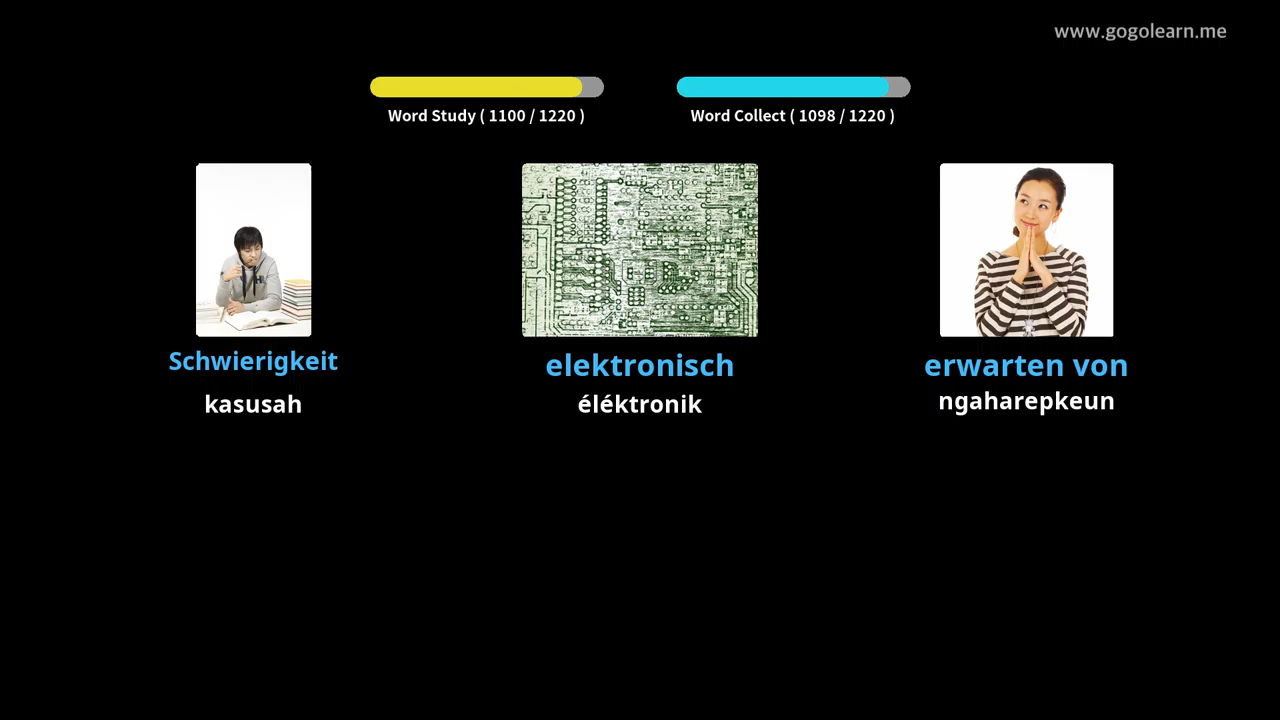 www.gogolearn.me
Word Study ( 1100 / 1220 )
Word Collect ( 1098 / 1220 )
Schwierigkeit
kasusah
elektronisch
éléktronik
erwarten von
ngaharepkeun